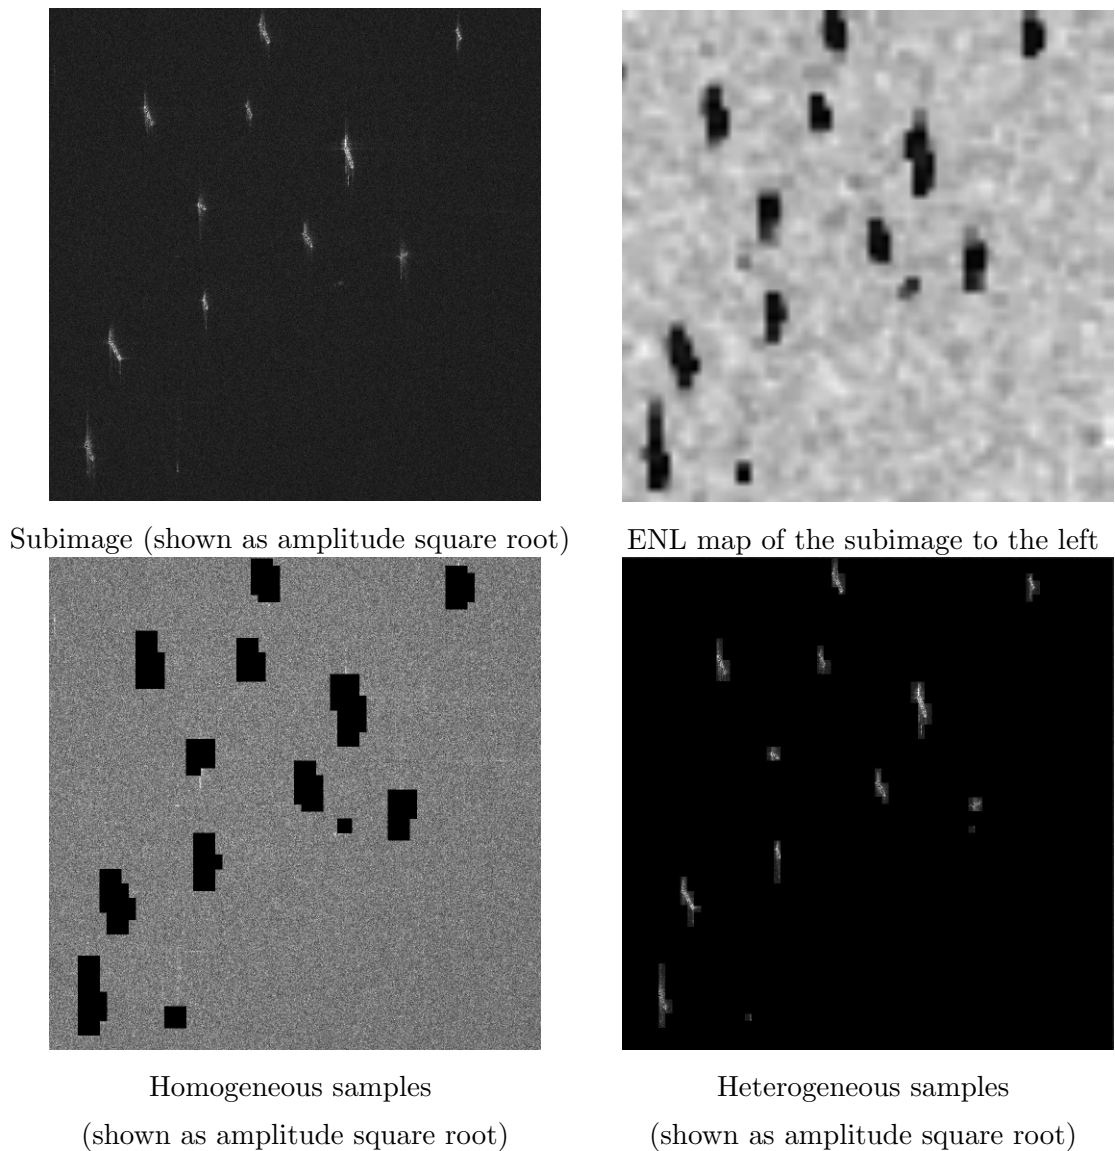 Subimage (shown as amplitude square root)
ENL map of the subimage to the left
Homogeneous samples
(shown as amplitude square root)
Heterogeneous samples
(shown as amplitude square root)